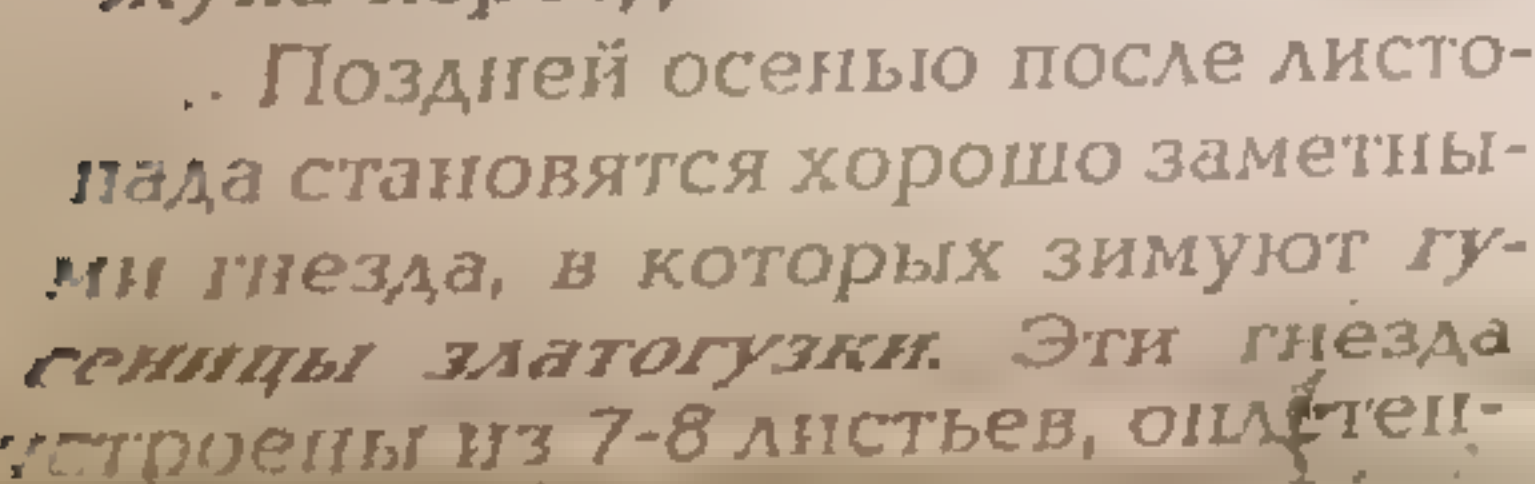 Поздней осенью после листо-
пада становятся хорошо заметны-
ми гнезда, в которых зимуют гу-
сеницы златогузки. Эти гнезда
устроены из 7-8 листьев, оплетен-